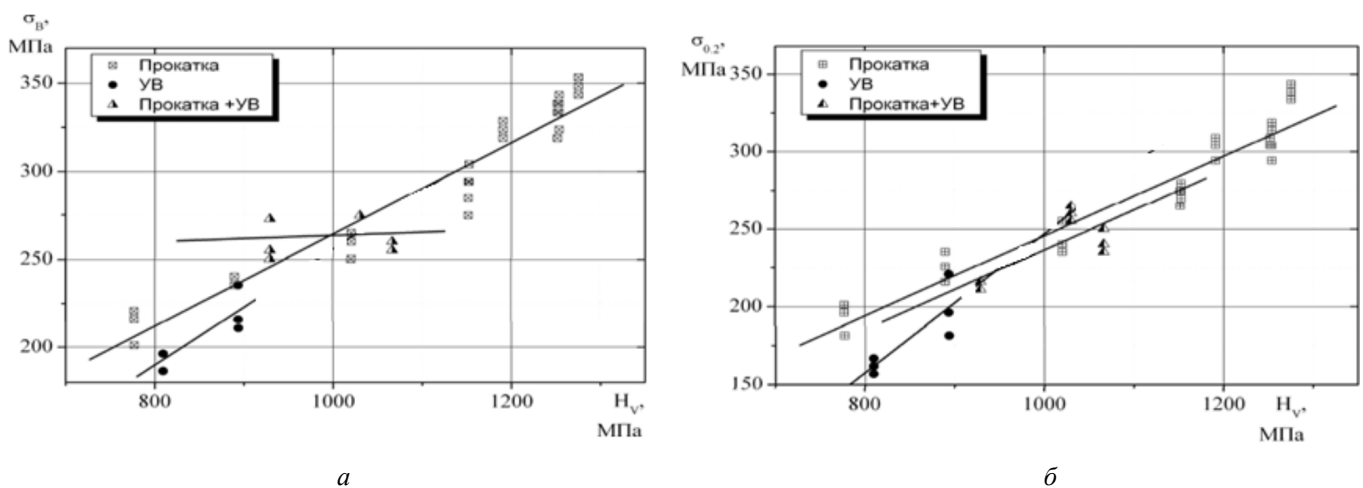 σB,
МПа
Прокатка
УВ
Прокатка +УВ
350
300
250
200
800
1000
1200
HV,
МПа
а
σ0.2,
МПа
Прокатка
УВ
Прокатка+УВ
350
300
250
200
150
800
1000
1200
HV,
МПа
б